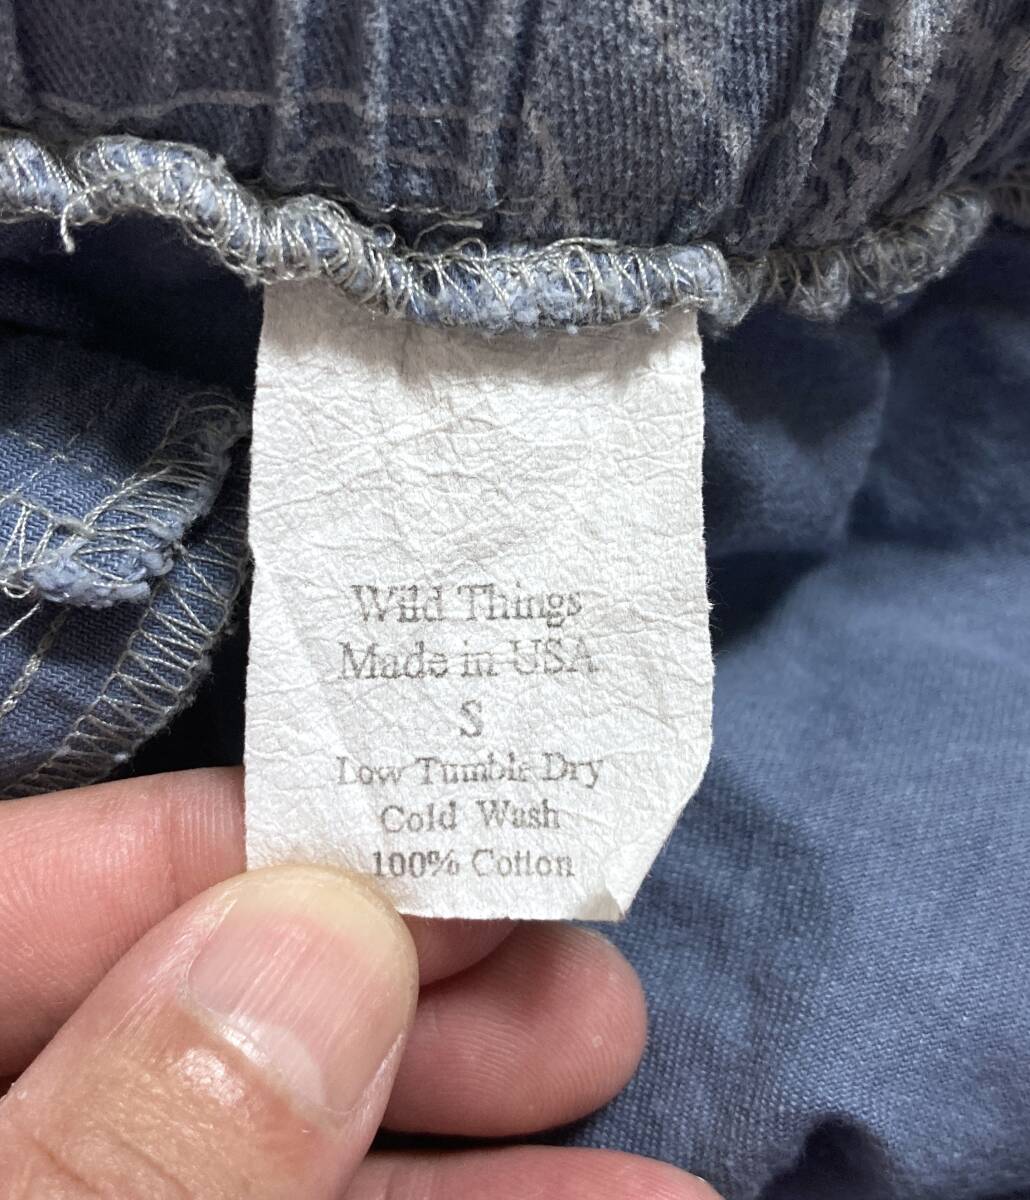 Wild Things
Made in USA
S
Low Tumble Dry
Cold Wash
100% Cotton